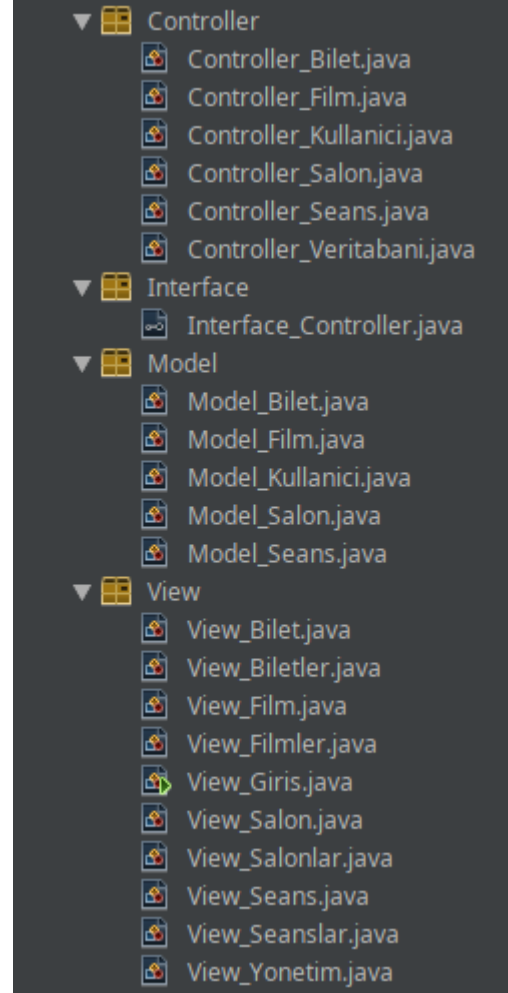 Controller
Controller_Bilet.java
Controller_Film.java
Controller_Kullanici.java
Controller_Salon.java
Controller_Seans.java
Controller_Veritabani.java
Interface
Interface_Controller.java
Model
Model_Bilet.java
Model_Film.java
Model_Kullanici.java
Model_Salon.java
Model_Seans.java
View
View_Bilet.java
View_Biletler.java
View_Film.java
View_Filmler.java
View_Giris.java
View_Salon.java
View_Salonlar.java
View_Seans.java
View_Seanslar.java
View_Yonetim.java